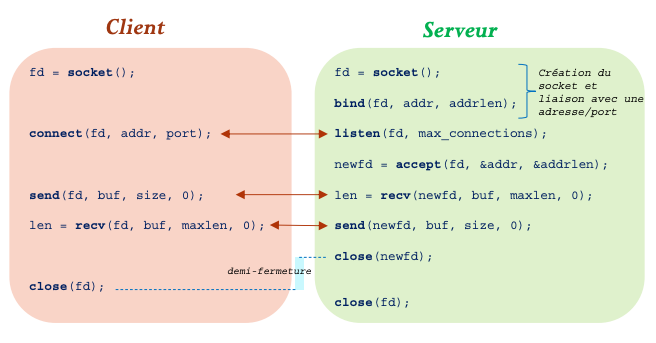 Client
fd = socket();
connect(fd, addr, port);
send(fd, buf, size, 0);
len = recv(fd, buf, maxlen, 0);
demi-fermeture
close(fd);
Serveur
fd = socket();
bind(fd, addr, addrlen);
Création du
socket et
liaison avec une
adresse/port
listen(fd, max_connections);
newfd = accept(fd, &addr, &addrlen);
len = recv(newfd, buf, maxlen, 0);
send(newfd, buf, size, 0);
close(newfd);
close(fd);